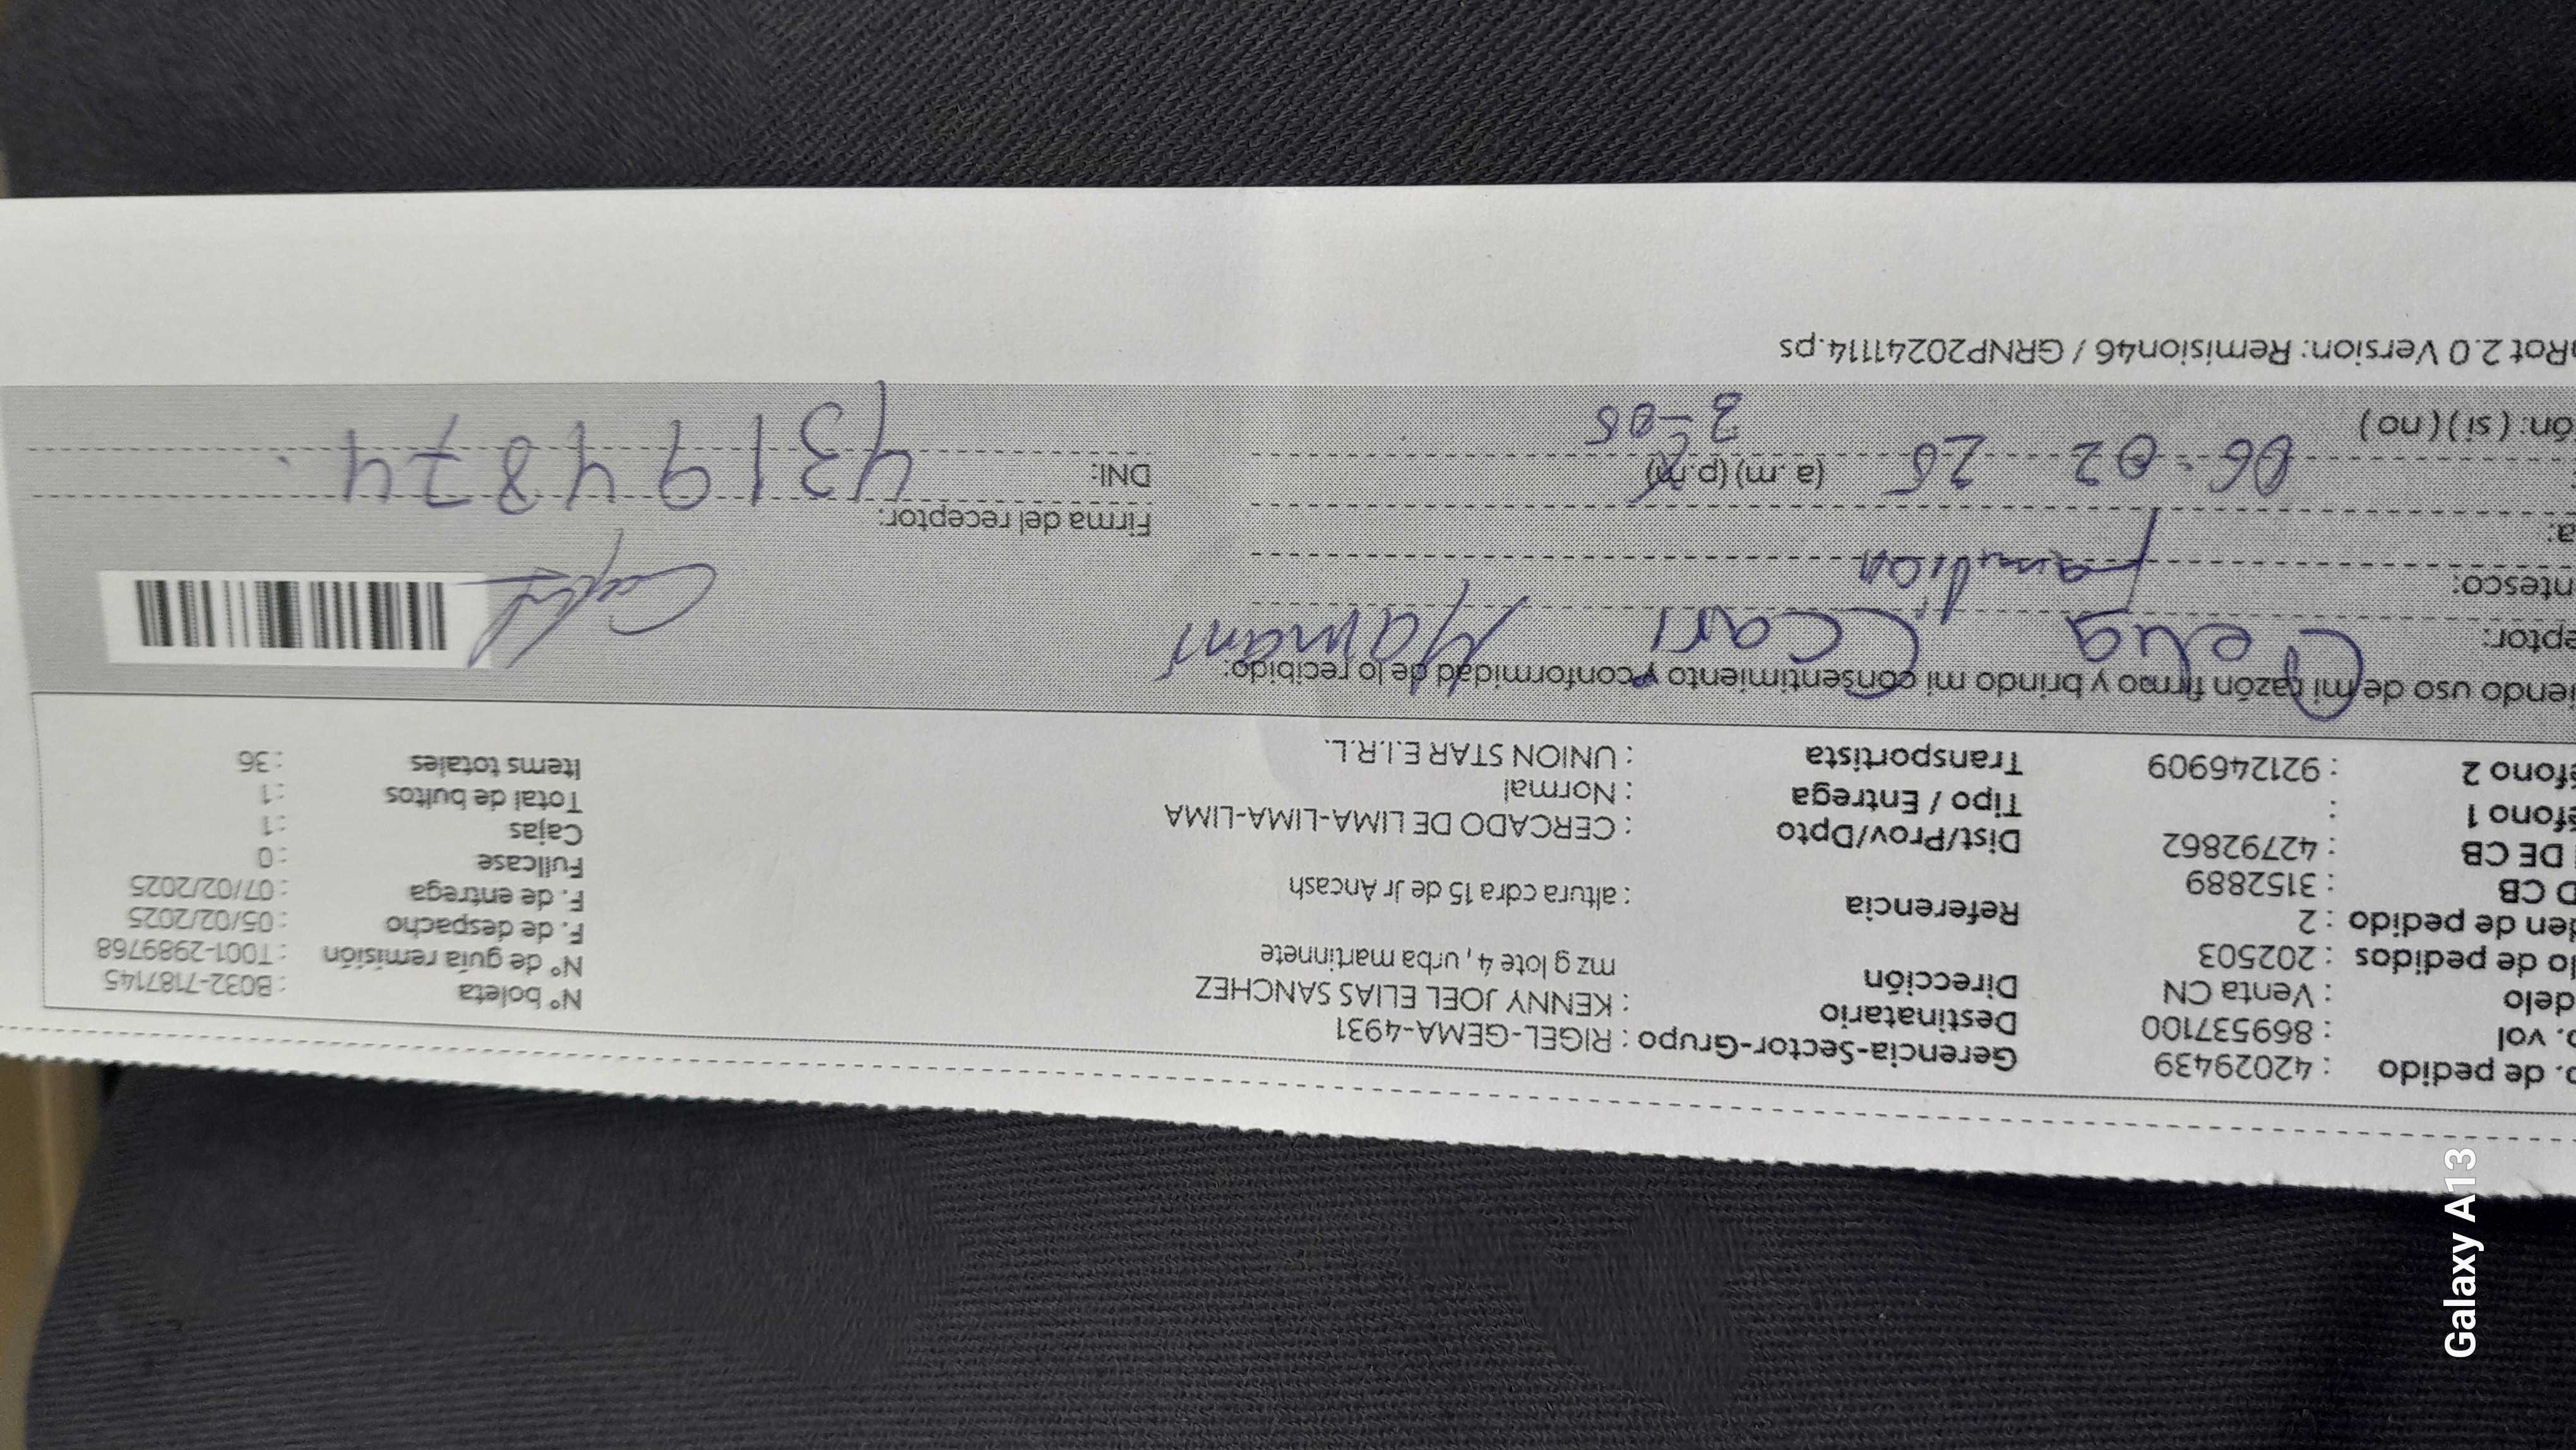 o. de pedido : 42029439
o. vol : 869537100
delo : Venta CN
lo de pedidos : 202503
den de pedido : 2
D CB : 3152889
DE CB : 42792862
éfono 1 :
éfono 2 : 921246909
Gerencia-Sector-Grupo : RIGEL-GEMA-4931
Destinatario : KENNY JOEL ELIAS SANCHEZ
Dirección mz g lote 4, urba martinnete
Referencia : altura cdra 15 de Jr Ancash
Dist/Prov/Dpto : CERCADO DE LIMA-LIMA-LIMA
Tipo / Entrega : Normal
Transportista : UNION STAR E.I.R.L.
N° boleta : B032-7187145
N° de guía remisión : T001-2989768
F. de despacho : 05/02/2025
F. de entrega : 07/02/2025
Fullcase : 0
Cajas : 1
Total de bultos : 1
Items totales : 36
iendo uso de mi razón firmo y brindo mi consentimiento y conformidad de lo recibido:
eptor: Ccari Mamani
ntesco:
a:
06-02 25 (a.m) (p.m) 3-05
ón: (si) (no)
Firma del receptor:
DNI: 43194874
Rot 2.0 Version: Remision46 / GRNP20241114.ps
Galaxy A13